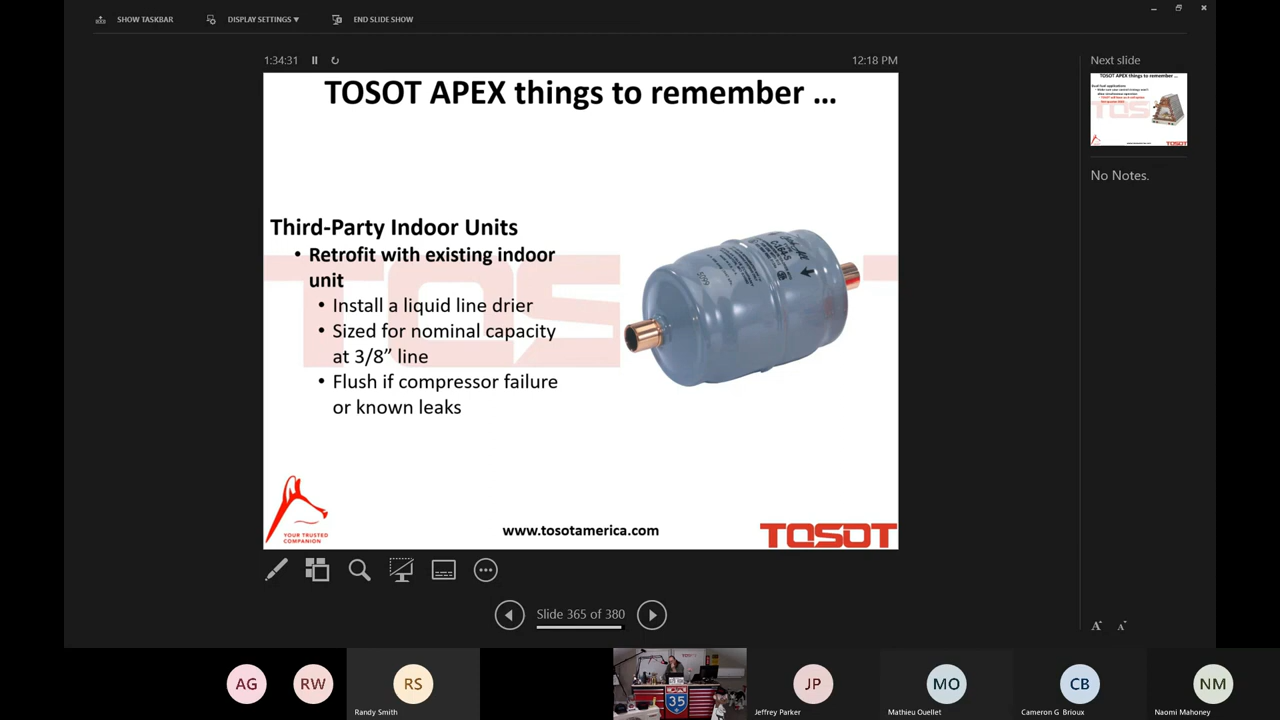 SHOW TASKBAR
DISPLAY SETTINGS ▼
END SLIDE SHOW
1:34:31
12:18 PM
Next slide
TOSOT APEX things to remember ...
Third-Party Indoor Units
• Retrofit with existing indoor
unit
• Install a liquid line drier
• Sized for nominal capacity
at 3/8” line
• Flush if compressor failure
or known leaks
YOUR TRUSTED
COMPANION
www.tosotamerica.com
TOSOT
TOSOT APEX things to remember ...
TOSOT
No Notes.
Slide 365 of 380
A A
AG
RW
RS
Randy Smith
35
JP
Jeffrey Parker
MO
Mathieu Ouellet
CB
Cameron G Brioux
NM
Naomi Mahoney